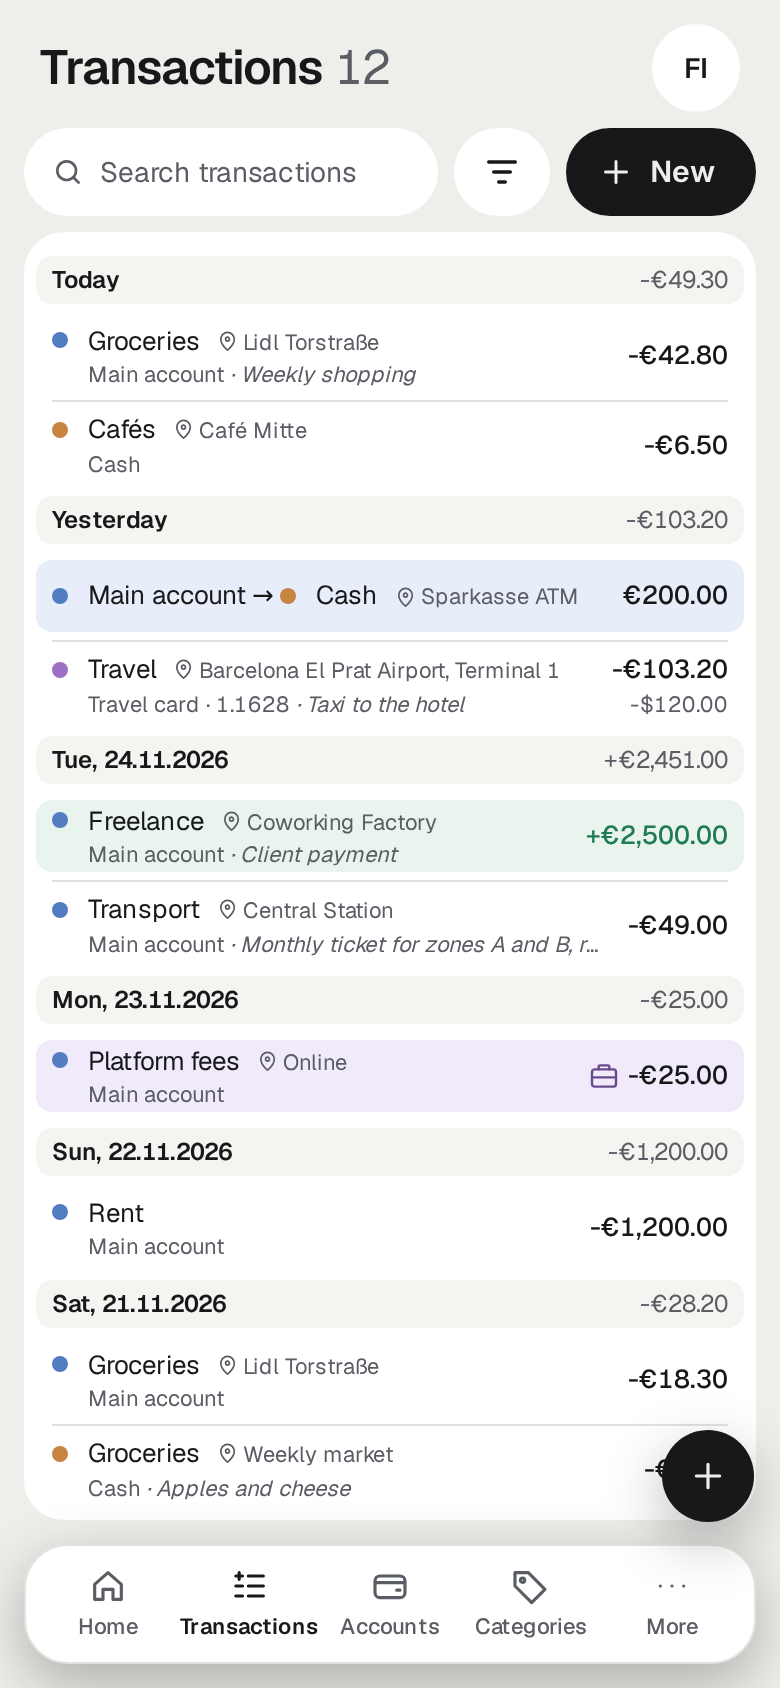 Transactions 12
FI
Search transactions
New
Today -€49.30
Groceries Lidl Torstraße
-€42.80
Main account · Weekly shopping
Cafés Café Mitte
-€6.50
Cash
Yesterday -€103.20
Main account → Cash Sparkasse ATM €200.00
Travel Barcelona El Prat Airport, Terminal 1 -€103.20
Travel card · 1.1628 · Taxi to the hotel -$120.00
Tue, 24.11.2026 +€2,451.00
Freelance Coworking Factory
+€2,500.00
Main account · Client payment
Transport Central Station
-€49.00
Main account · Monthly ticket for zones A and B, r...
Mon, 23.11.2026 -€25.00
Platform fees Online
-€25.00
Main account
Sun, 22.11.2026 -€1,200.00
Rent
-€1,200.00
Main account
Sat, 21.11.2026 -€28.20
Groceries Lidl Torstraße
-€18.30
Main account
Groceries Weekly market
Cash · Apples and cheese
Home Transactions Accounts Categories More